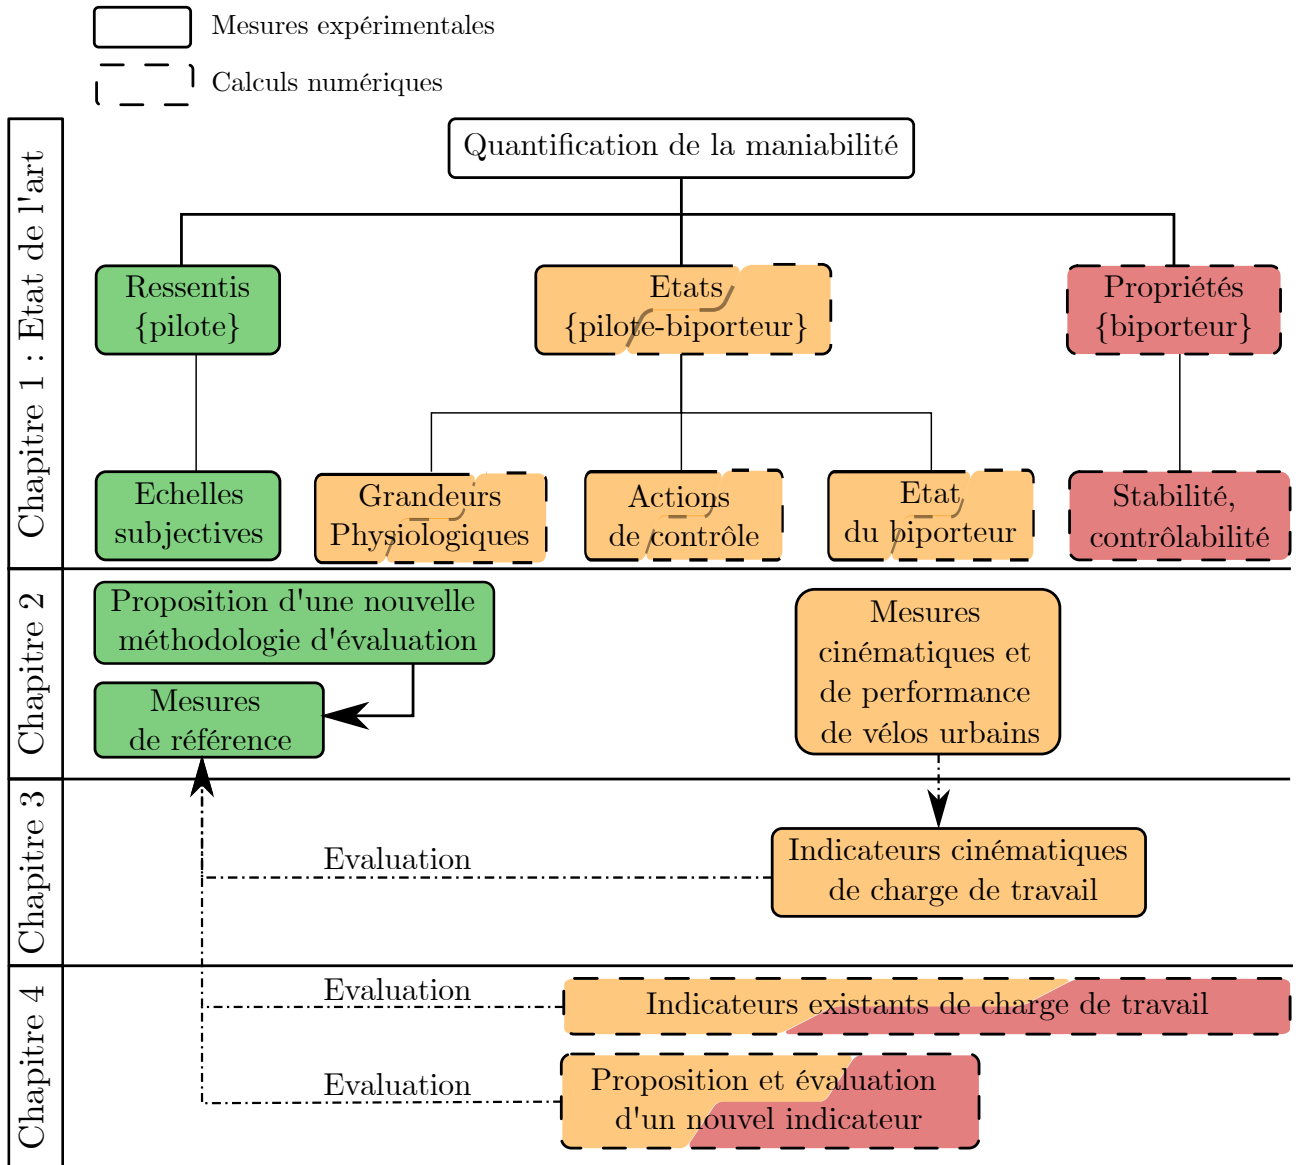 Mesures expérimentales
Calculs numériques
Chapitre 1 : Etat de l'art
Quantification de la maniabilité
Ressentis
{pilote}
Etats
{pilote-biporteur}
Propriétés
{biporteur}
Echelles
subjectives
Grandeurs
Physiologiques
Actions
de contrôle
Etat
du biporteur
Stabilité,
contrôlabilité
Chapitre 2
Proposition d'une nouvelle
méthodologie d'évaluation
Mesures
de référence
Mesures
cinématiques et
de performance
de vélos urbains
Chapitre 3
Evaluation
Indicateurs cinématiques
de charge de travail
Chapitre 4
Evaluation
Indicateurs existants de charge de travail
Evaluation
Proposition et évaluation
d'un nouvel indicateur